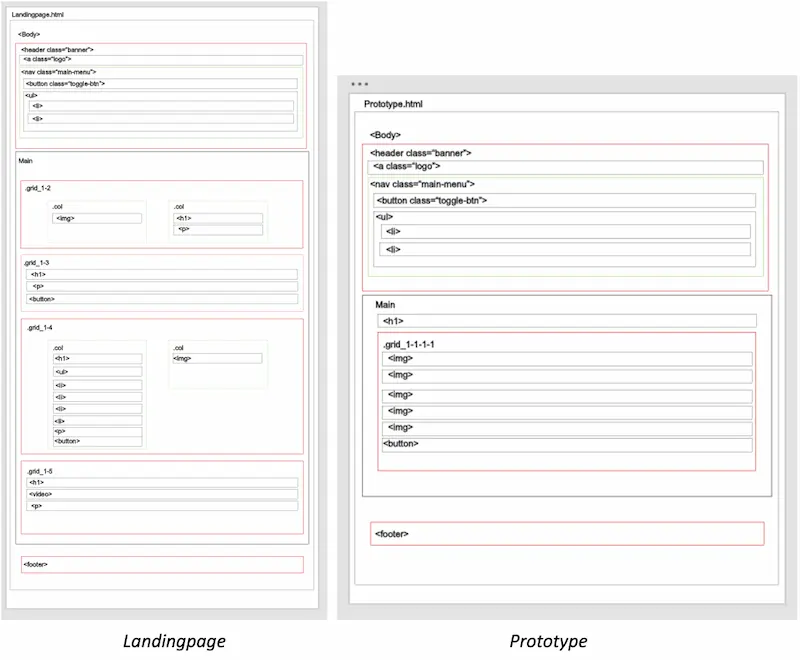 Landingpage.html
<Body>
<header class="banner">
<a class="logo">
<nav class="main-menu">
<button class="toggle-btn">
<ul>
<li>
<li>
Main
.grid_1-2
.col
<img>
.col
<h1>
<p>
.grid_1-3
<h1>
<p>
<button>
.grid_1-4
.col
<h1>
<ul>
<li>
<li>
<li>
<li>
<p>
<button>
.col
<img>
.grid_1-5
<h1>
<video>
<p>
<footer>
Landingpage
Prototype.html
<Body>
<header class="banner">
<a class="logo">
<nav class="main-menu">
<button class="toggle-btn">
<ul>
<li>
<li>
Main
<h1>
.grid_1-1-1-1
<img>
<img>
<img>
<img>
<img>
<button>
<footer>
Prototype